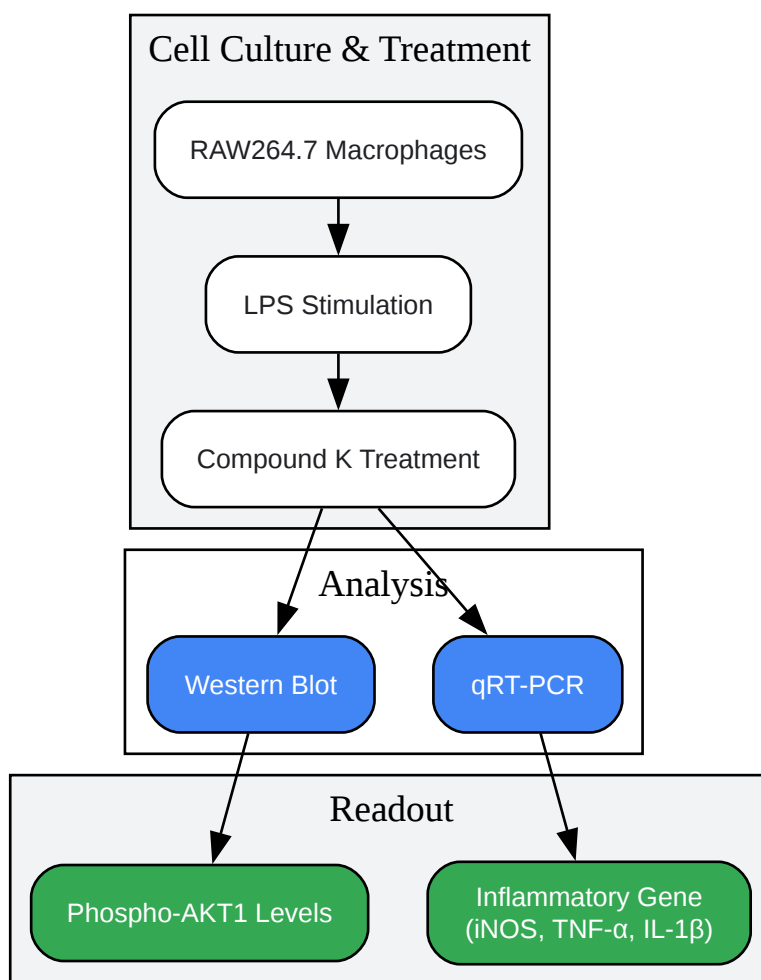 Cell Culture & Treatment
RAW264.7 Macrophages
LPS Stimulation
Compound K Treatment
Analysis
Western Blot
qRT-PCR
Readout
Phospho-AKT1 Levels
Inflammatory Gene
(iNOS, TNF-α, IL-1β)